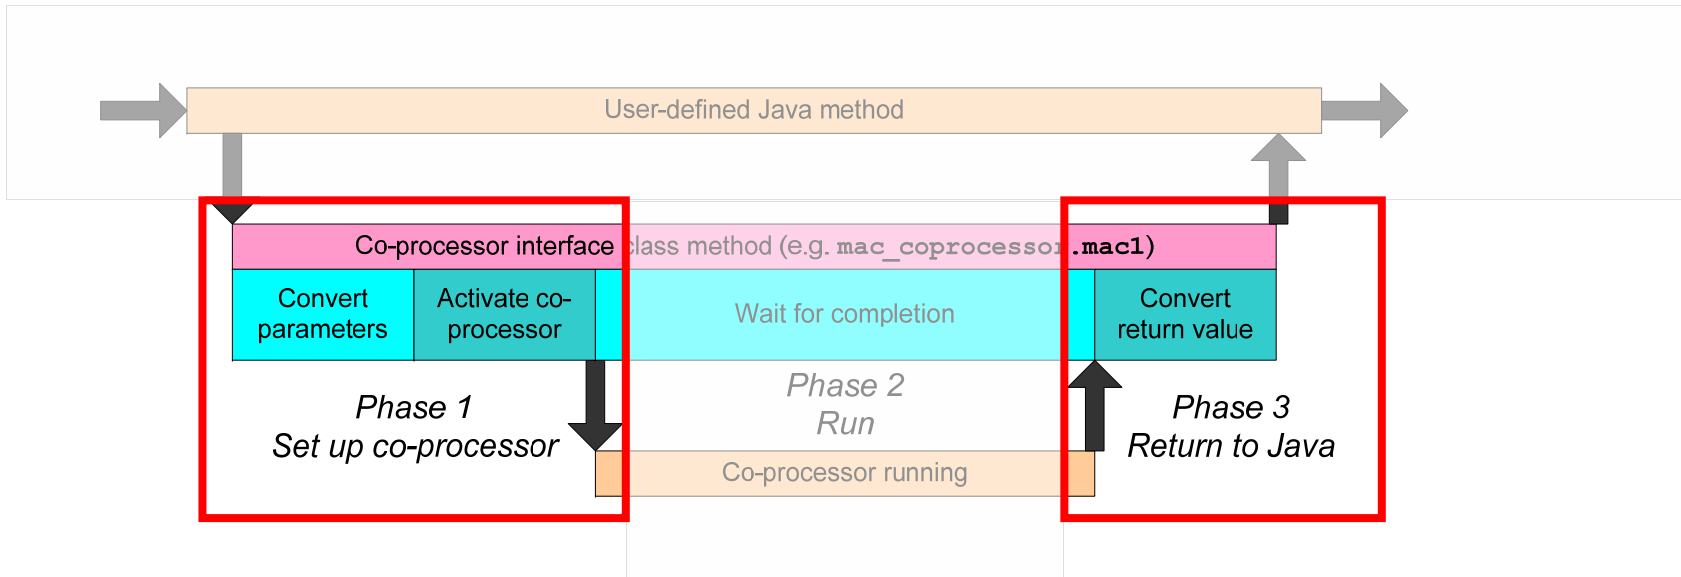 User-defined Java method
Co-processor interface class method (e.g. mac_coprocessor.mac1)
Convert
parameters
Activate co-
processor
Wait for completion
Convert
return value
Phase 1
Set up co-processor
Phase 2
Run
Phase 3
Return to Java
Co-processor running